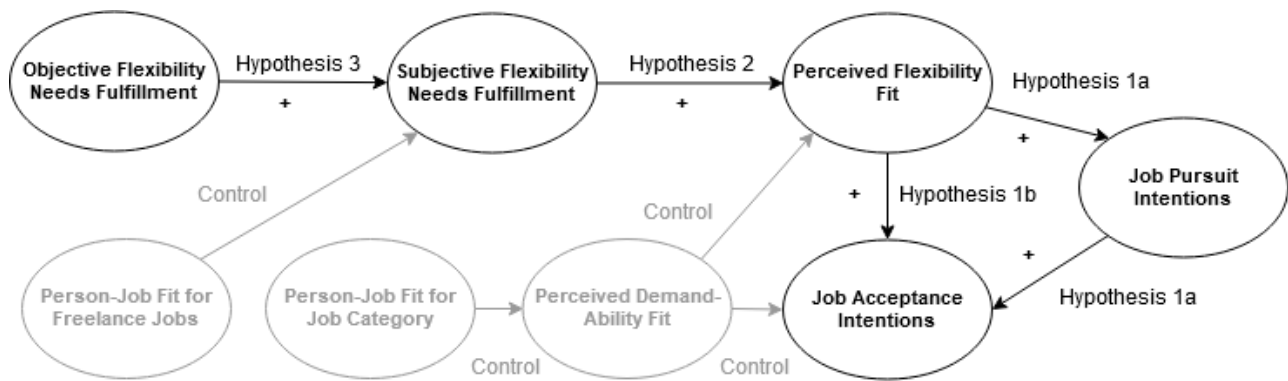 Objective Flexibility
Needs Fulfillment
Hypothesis 3
+
Subjective Flexibility
Needs Fulfillment
Hypothesis 2
+
Perceived Flexibility
Fit
Hypothesis 1a
+
Job Pursuit
Intentions
Control
Control
+
Hypothesis 1b
+
Hypothesis 1a
Person-Job Fit for
Freelance Jobs
Person-Job Fit for
Job Category
Control
Perceived Demand-
Ability Fit
Control
Job Acceptance
Intentions